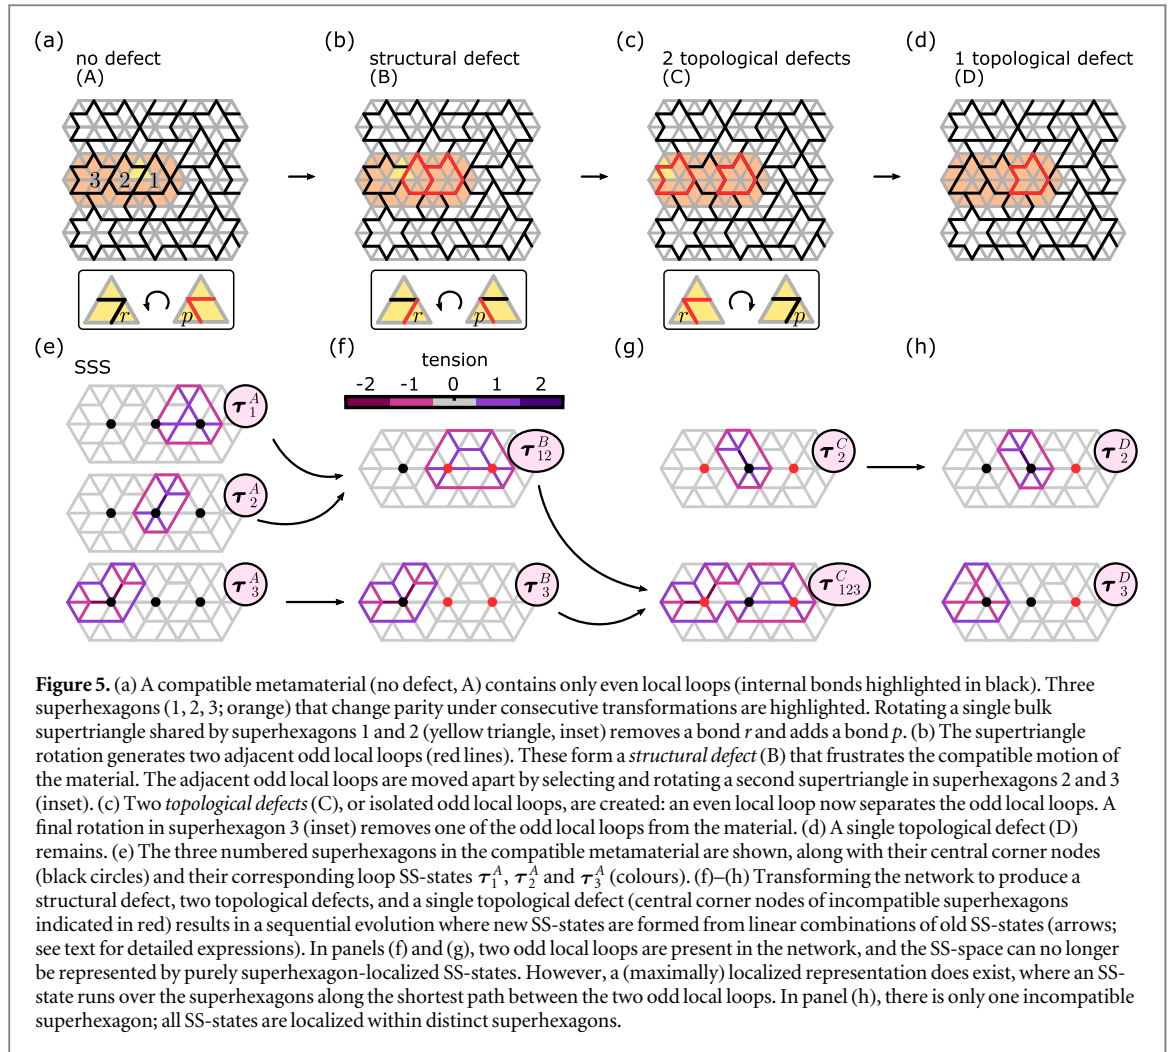 (a)
(b)
(c)
(d)
no defect
(A)
structural defect
(B)
2 topological defects
(C)
1 topological defect
(D)
3 2 1
r p
r p
r p
(e)
(f)
(g)
(h)
SSS
tension
-2 -1 0 1 2
τ₁ᴬ
τ₂ᴬ
τ₃ᴬ
τ₁₂ᴮ
τ₃ᴮ
τ₂ᶜ
τ₁₂₃ᶜ
τ₂ᴰ
τ₃ᴰ
Figure 5. (a) A compatible metamaterial (no defect, A) contains only even local loops (internal bonds highlighted in black). Three
superhexagons (1, 2, 3; orange) that change parity under consecutive transformations are highlighted. Rotating a single bulk
supertriangle shared by superhexagons 1 and 2 (yellow triangle, inset) removes a bond r and adds a bond p. (b) The supertriangle
rotation generates two adjacent odd local loops (red lines). These form a structural defect (B) that frustrates the compatible motion of
the material. The adjacent odd local loops are moved apart by selecting and rotating a second supertriangle in superhexagons 2 and 3
(inset). (c) Two topological defects (C), or isolated odd local loops, are created: an even local loop now separates the odd local loops. A
final rotation in superhexagon 3 (inset) removes one of the odd local loops from the material. (d) A single topological defect (D)
remains. (e) The three numbered superhexagons in the compatible metamaterial are shown, along with their central corner nodes
(black circles) and their corresponding loop SS-states τ₁ᴬ, τ₂ᴬ and τ₃ᴬ (colours). (f)–(h) Transforming the network to produce a
structural defect, two topological defects, and a single topological defect (central corner nodes of incompatible superhexagons
indicated in red) results in a sequential evolution where new SS-states are formed from linear combinations of old SS-states (arrows;
see text for detailed expressions). In panels (f) and (g), two odd local loops are present in the network, and the SS-space can no longer
be represented by purely superhexagon-localized SS-states. However, a (maximally) localized representation does exist, where an SS-
state runs over the superhexagons along the shortest path between the two odd local loops. In panel (h), there is only one incompatible
superhexagon; all SS-states are localized within distinct superhexagons.